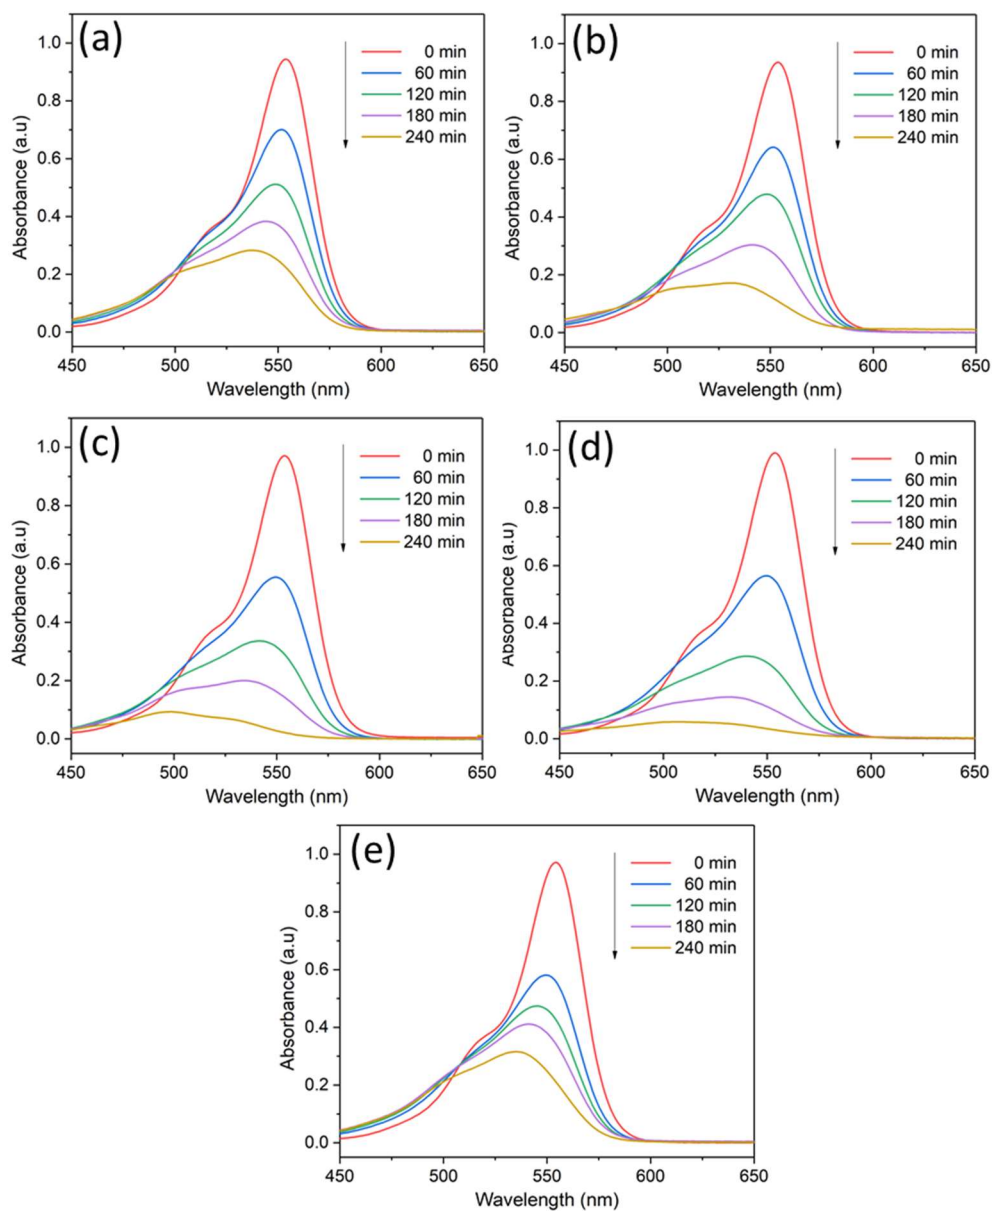 (a)
0 min
60 min
120 min
180 min
240 min
1.0
0.8
0.6
0.4
0.2
0.0
Absorbance (a.u)
450 500 550 600 650
Wavelength (nm)
(b)
0 min
60 min
120 min
180 min
240 min
1.0
0.8
0.6
0.4
0.2
0.0
Absorbance (a.u)
450 500 550 600 650
Wavelength (nm)
(c)
0 min
60 min
120 min
180 min
240 min
1.0
0.8
0.6
0.4
0.2
0.0
Absorbance (a.u)
450 500 550 600 650
Wavelength (nm)
(d)
0 min
60 min
120 min
180 min
240 min
1.0
0.8
0.6
0.4
0.2
0.0
Absorbance (a.u)
450 500 550 600 650
Wavelength (nm)
(e)
0 min
60 min
120 min
180 min
240 min
1.0
0.8
0.6
0.4
0.2
0.0
Absorbance (a.u)
450 500 550 600 650
Wavelength (nm)